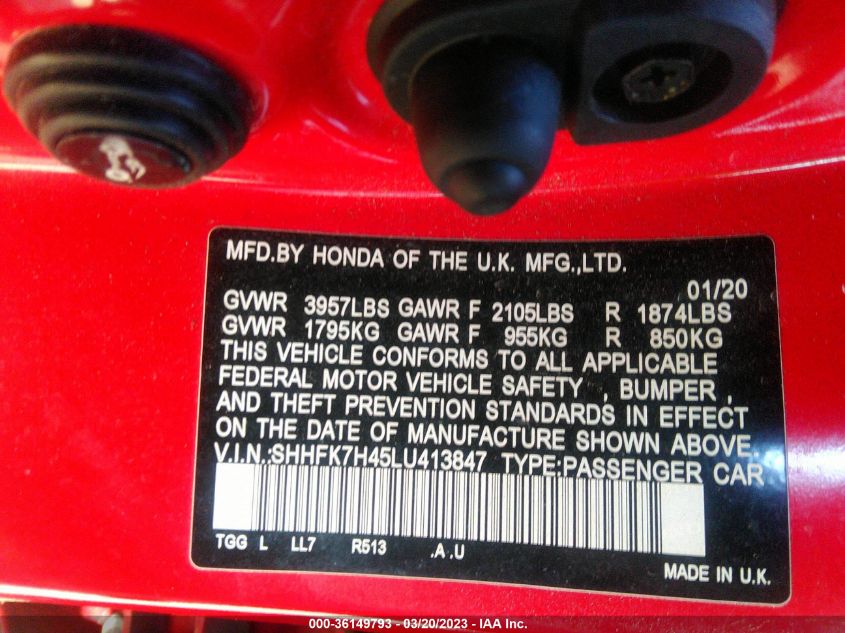 MFD.BY HONDA OF THE U.K. MFG.,LTD.
01/20
GVWR 3957LBS GAWR F 2105LBS R 1874LBS
GVWR 1795KG GAWR F 955KG R 850KG
THIS VEHICLE CONFORMS TO ALL APPLICABLE
FEDERAL MOTOR VEHICLE SAFETY , BUMPER ,
AND THEFT PREVENTION STANDARDS IN EFFECT
ON THE DATE OF MANUFACTURE SHOWN ABOVE.
V.I.N.:SHHFK7H45LU413847 TYPE:PASSENGER CAR
TGG L LL7 R513 .A .U
MADE IN U.K.
000-36149793 - 03/20/2023 - IAA Inc.